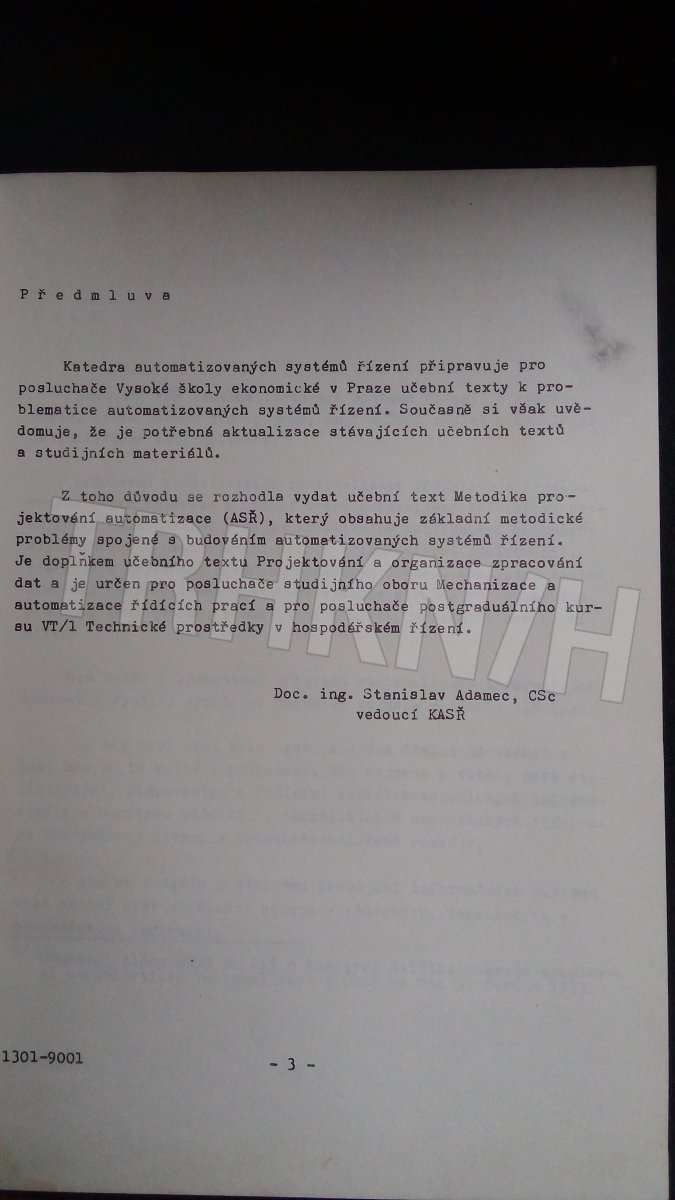 P ř e d m l u v a
Katedra automatizovaných systémů řízení připravuje pro
posluchače Vysoké školy ekonomické v Praze učební texty k pro-
blematice automatizovaných systémů řízení. Současně si však uvě-
domuje, že je potřebná aktualizace stávajících učebních textů
a studijních materiálů.
Z toho důvodu se rozhodla vydat učební text Metodika pro-
jektování automatizace (ASŘ), který obsahuje základní metodické
problémy spojené s budováním automatizovaných systémů řízení.
Je doplňkem učebního textu Projektování a organizace zpracování
dat a je určen pro posluchače studijního oboru Mechanizace a
automatizace řídících prací a pro posluchače postgraduálního kur-
su VT/1 Technické prostředky v hospodářském řízení.
TRHKNIH
Doc. ing. Stanislav Adamec, CSc
vedoucí KASŘ
1301-9001
- 3 -